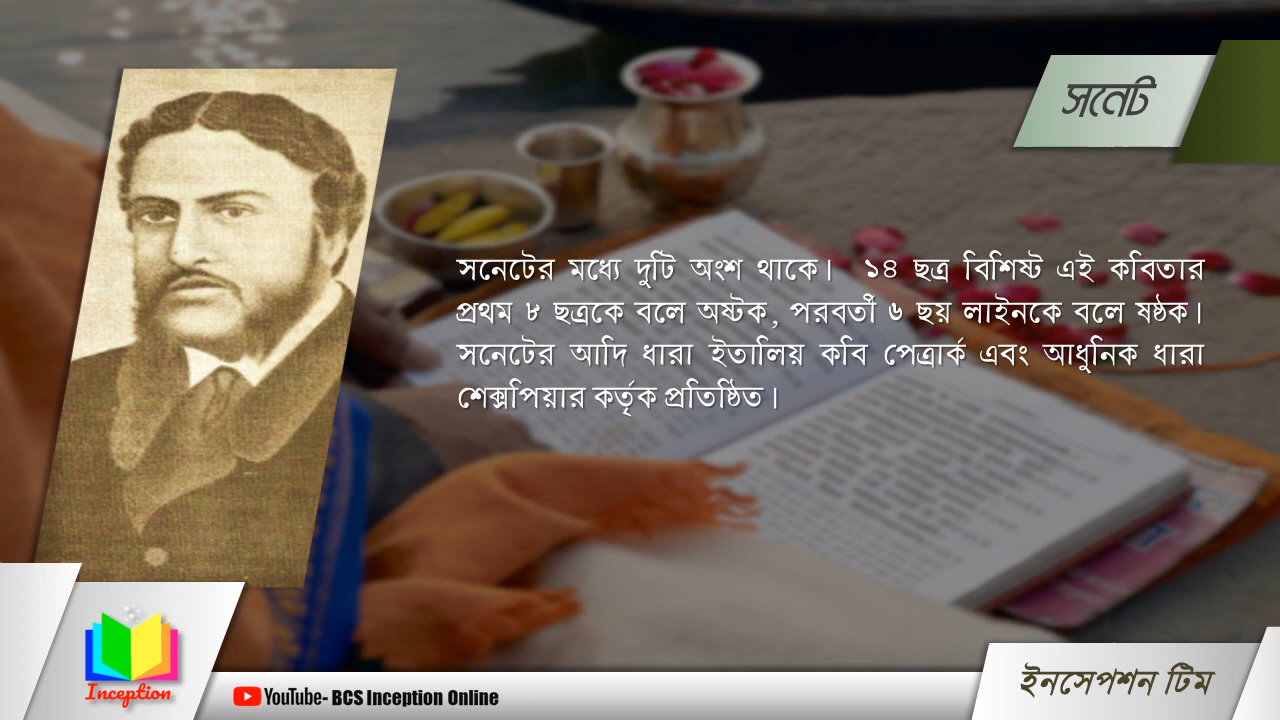 সনেট
সনেটের মধ্যে দুটি অংশ থাকে। ১৪ ছত্র বিশিষ্ট এই কবিতার
প্রথম ৮ ছত্রকে বলে অষ্টক, পরবর্তী ৬ ছয় লাইনকে বলে ষষ্ঠক।
সনেটের আদি ধারা ইতালিয় কবি পেত্রার্ক এবং আধুনিক ধারা
শেক্সপিয়ার কর্তৃক প্রতিষ্ঠিত।
Inception
YouTube- BCS Inception Online
ইনসেপশন টিম